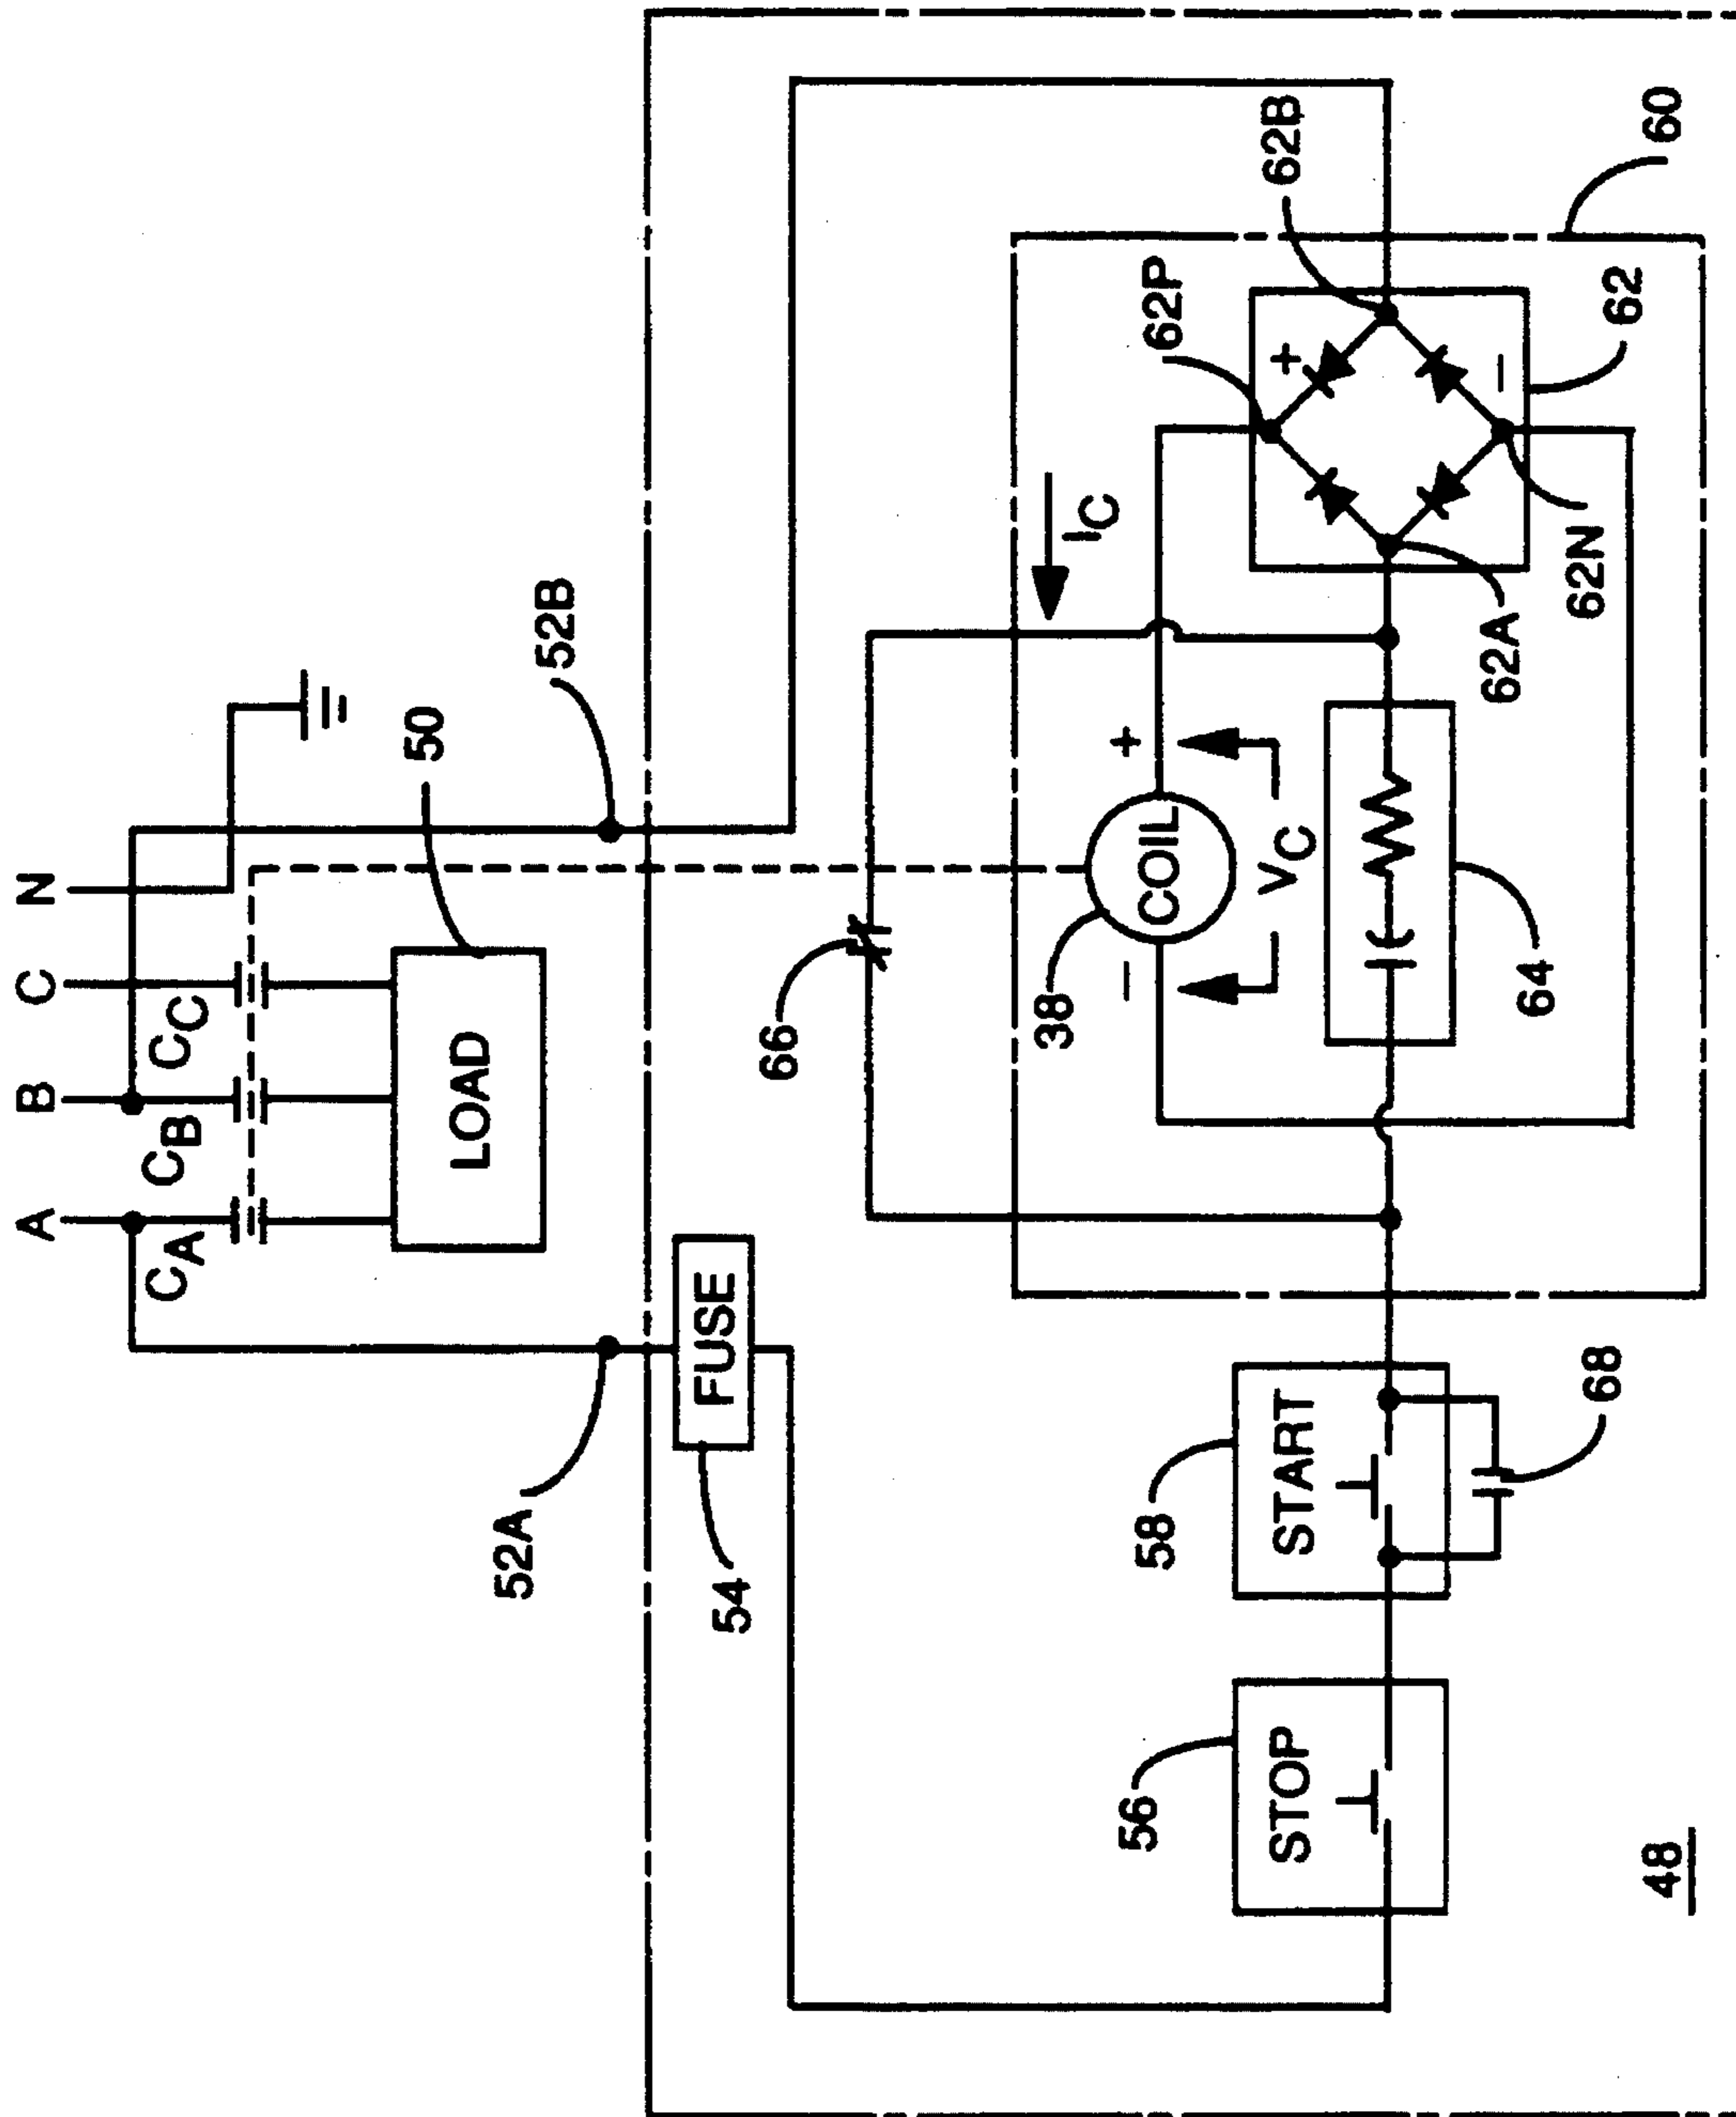 A
B
C
N
C_A
C_B
C_C
LOAD
50
52A
52B
FUSE
54
66
I_C
62P
62B
60
38
COIL
+
−
V_C
+
−
62
62A
62N
64
STOP
56
START
58
68
48